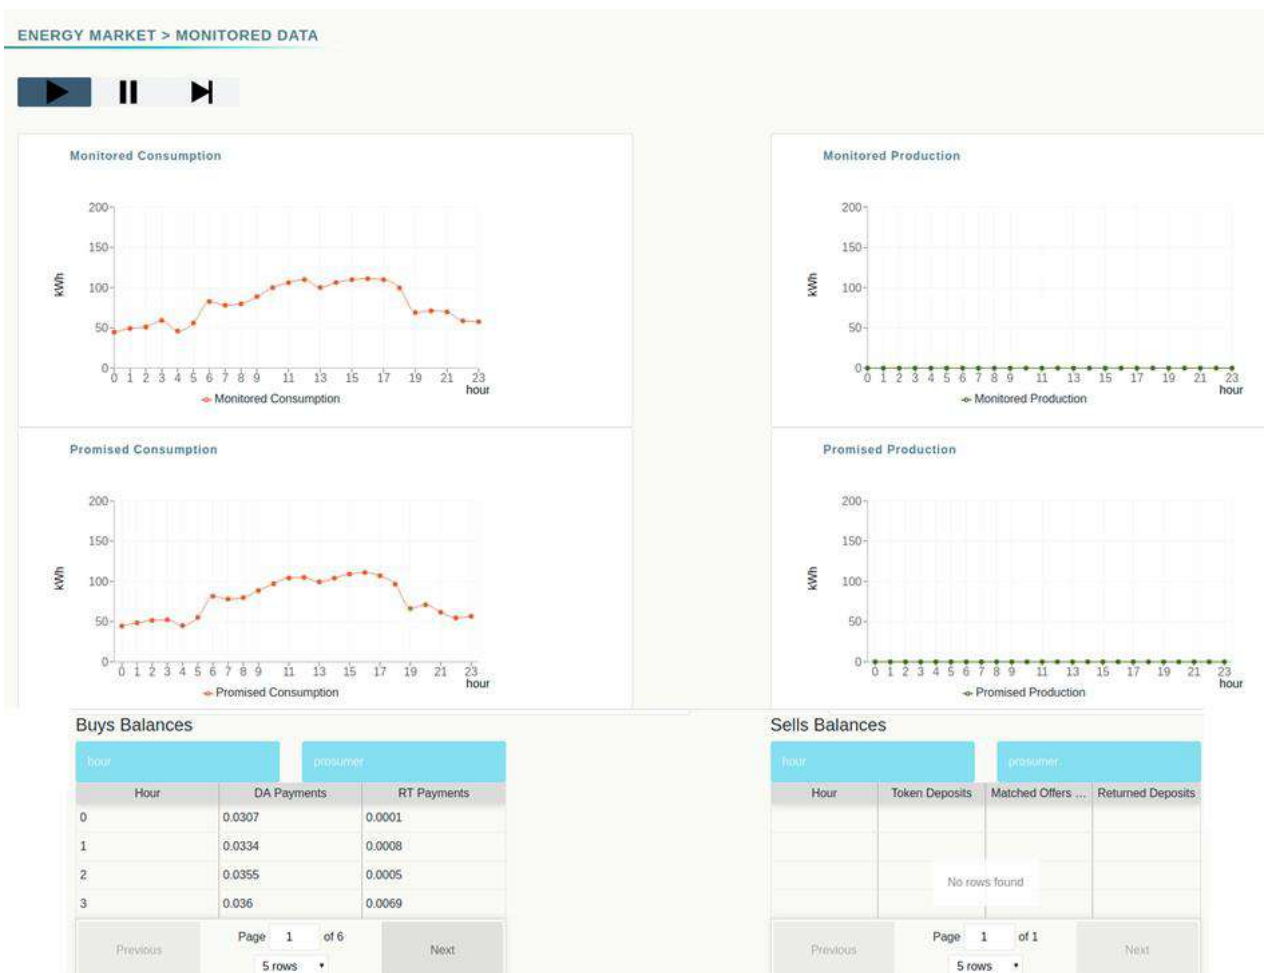 ENERGY MARKET > MONITORED DATA
Monitored Consumption
200
150
100
50
0
kWh
0 1 2 3 4 5 6 7 8 9 11 13 15 17 19 21 23
hour
Monitored Consumption
Monitored Production
200
150
100
50
0
kWh
0 1 2 3 4 5 6 7 8 9 11 13 15 17 19 21 23
hour
Monitored Production
Promised Consumption
200
150
100
50
0
kWh
0 1 2 3 4 5 6 7 8 9 11 13 15 17 19 21 23
hour
Promised Consumption
Promised Production
200
150
100
50
0
kWh
0 1 2 3 4 5 6 7 8 9 11 13 15 17 19 21 23
hour
Promised Production
Buys Balances
hour prosumer
Hour DA Payments RT Payments
0 0.0307 0.0001
1 0.0334 0.0008
2 0.0355 0.0005
3 0.036 0.0069
Previous Page 1 of 6 Next
5 rows
Sells Balances
hour prosumer
Hour Token Deposits Matched Offers ... Returned Deposits
No rows found
Previous Page 1 of 1 Next
5 rows